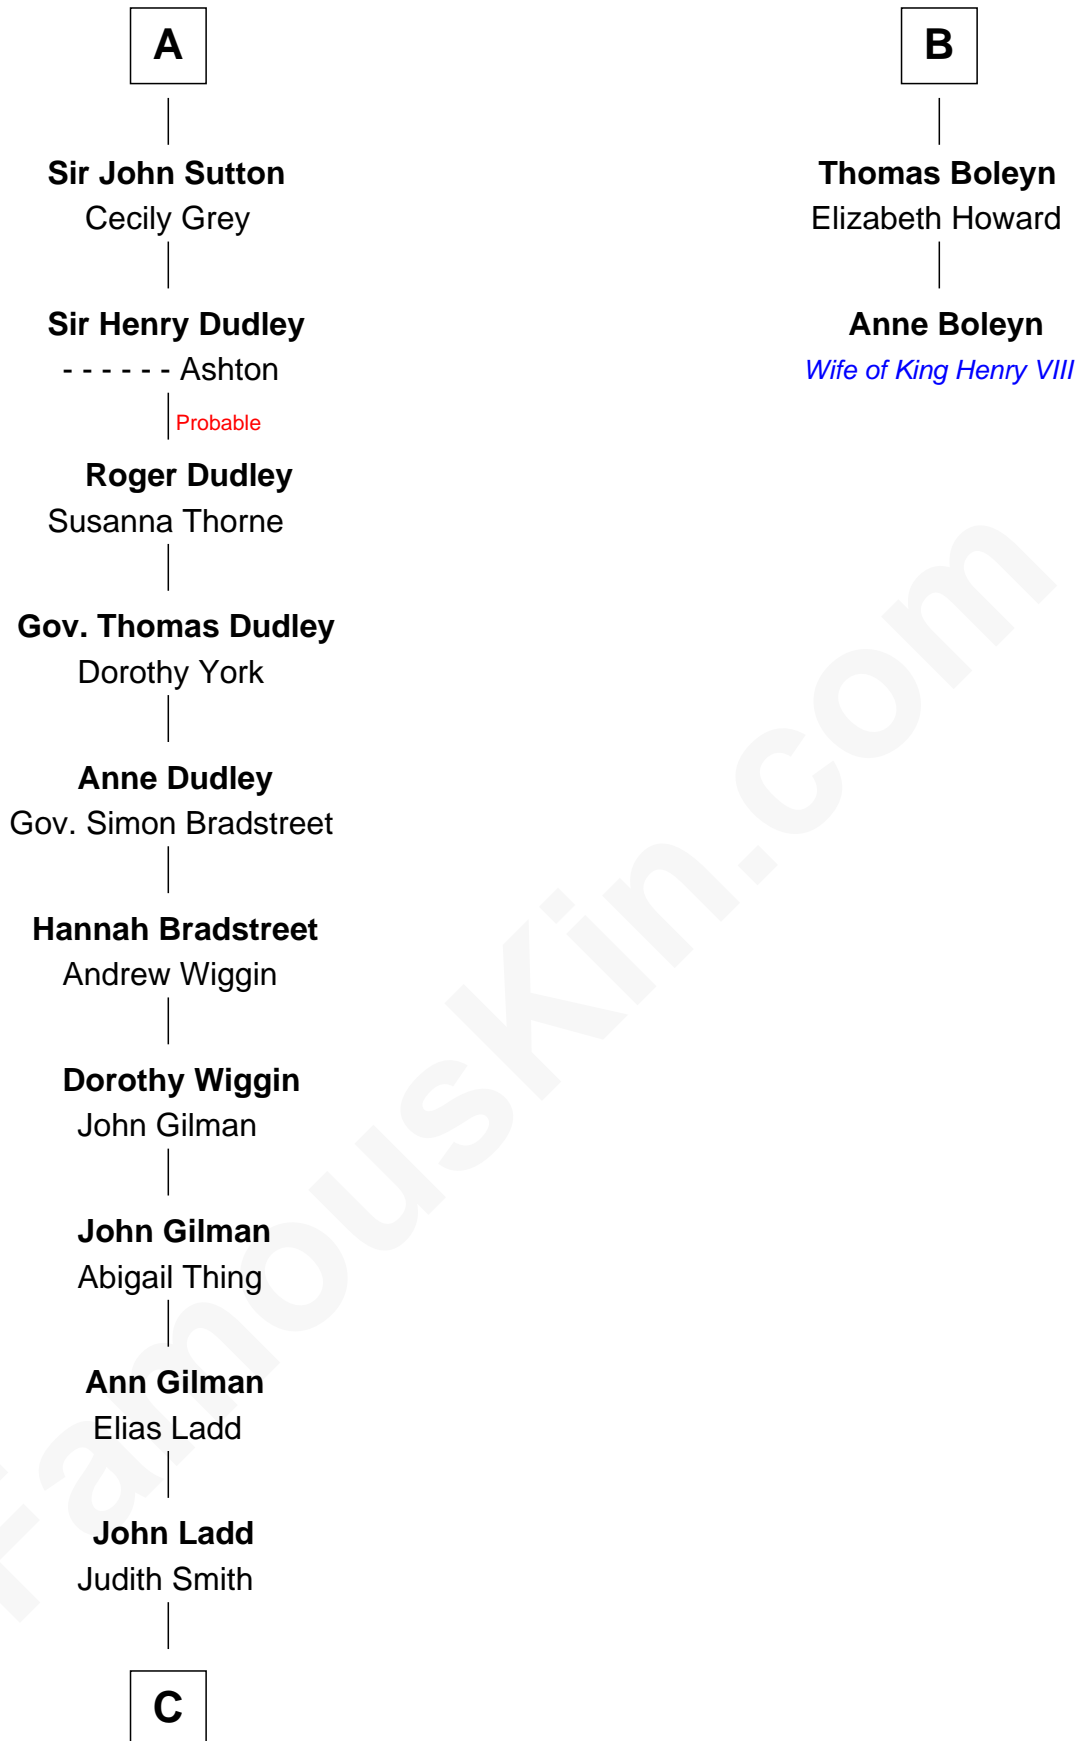 A
Sir John Sutton
Cecily Grey
Sir Henry Dudley
- - - - - - Ashton
Probable
Roger Dudley
Susanna Thorne
Gov. Thomas Dudley
Dorothy York
Anne Dudley
Gov. Simon Bradstreet
Hannah Bradstreet
Andrew Wiggin
Dorothy Wiggin
John Gilman
John Gilman
Abigail Thing
Ann Gilman
Elias Ladd
John Ladd
Judith Smith
C
B
Thomas Boleyn
Elizabeth Howard
Anne Boleyn
Wife of King Henry VIII
FamousKin.com